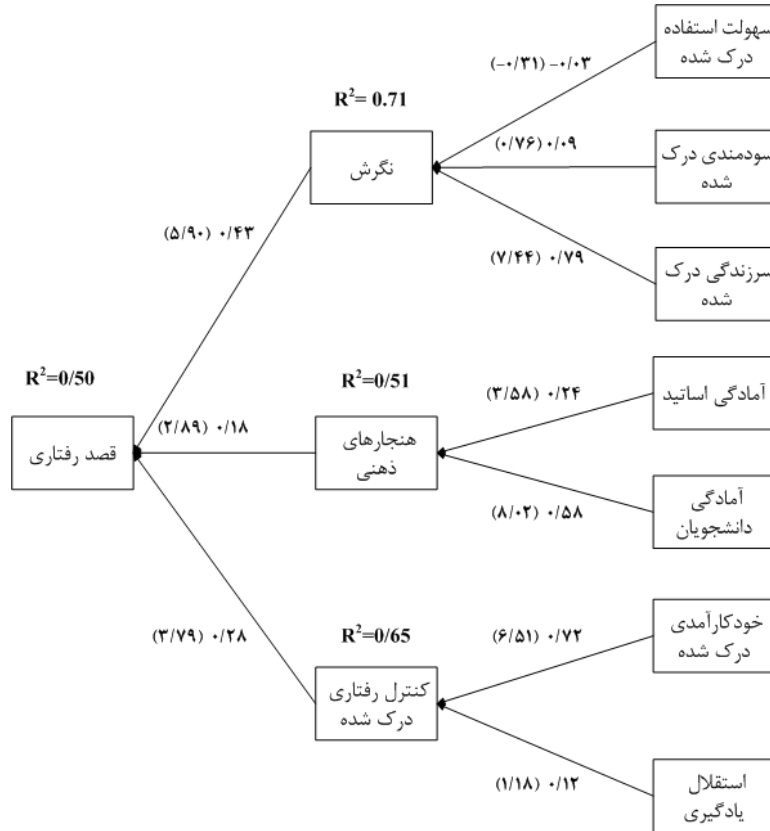 سهولت استفاده
درک شده
(-۰/۳۱) -۰/۰۳
R²= 0.71
نگرش
(۰/۷۶) ۰/۰۹
سودمندی درک
شده
(۵/۹۰) ۰/۴۳
(۷/۴۴) ۰/۷۹
سرزندگی درک
شده
R²=0/50
R²=0/51
(۳/۵۸) ۰/۲۴
آمادگی اساتید
قصد رفتاری
(۲/۸۹) ۰/۱۸
هنجارهای
ذهنی
(۸/۰۲) ۰/۵۸
آمادگی
دانشجویان
(۳/۷۹) ۰/۲۸
R²=0/65
(۶/۵۱) ۰/۷۲
خودکارآمدی
درک شده
کنترل رفتاری
درک شده
(۱/۱۸) ۰/۱۲
استقلال
یادگیری